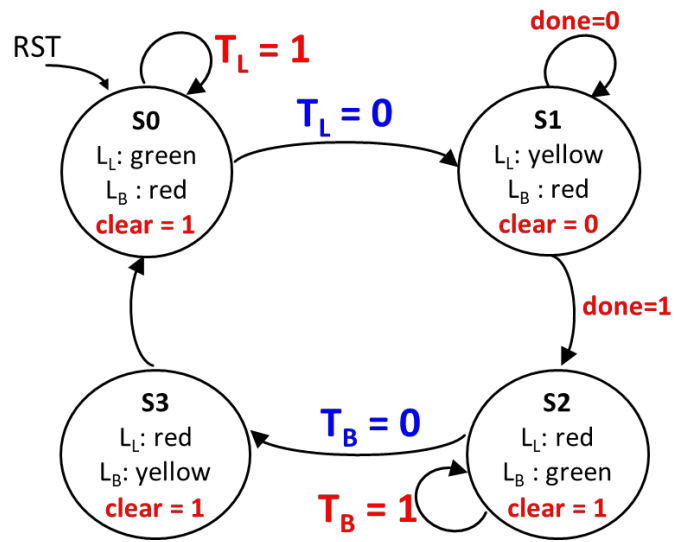 done=0
RST
T_L = 1
T_L = 0
S0
L_L: green
L_B : red
clear = 1
S1
L_L: yellow
L_B: red
clear = 0
done=1
S3
L_L: red
L_B: yellow
clear = 1
T_B = 0
S2
L_L: red
L_B : green
clear = 1
T_B = 1